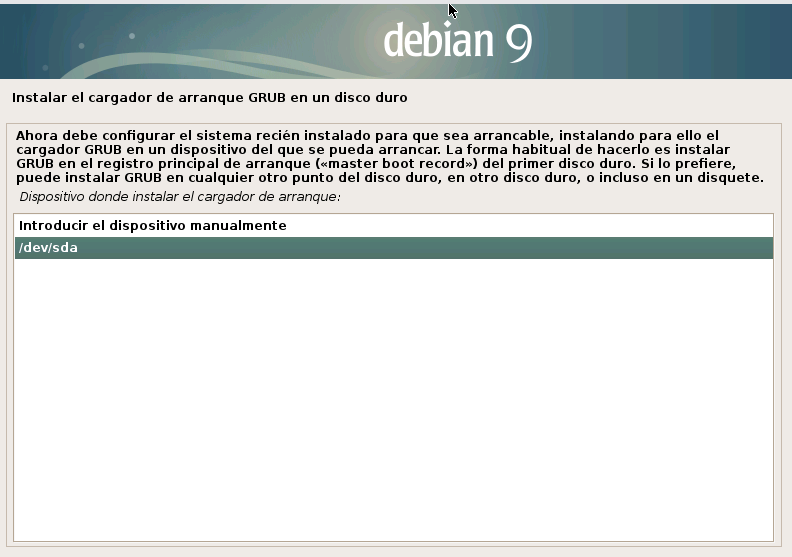 debian 9
Instalar el cargador de arranque GRUB en un disco duro
Ahora debe configurar el sistema recién instalado para que sea arrancable, instalando para ello el
cargador GRUB en un dispositivo del que se pueda arrancar. La forma habitual de hacerlo es instalar
GRUB en el registro principal de arranque («master boot record») del primer disco duro. Si lo prefiere,
puede instalar GRUB en cualquier otro punto del disco duro, en otro disco duro, o incluso en un disquete.
Dispositivo donde instalar el cargador de arranque:
Introducir el dispositivo manualmente
/dev/sda